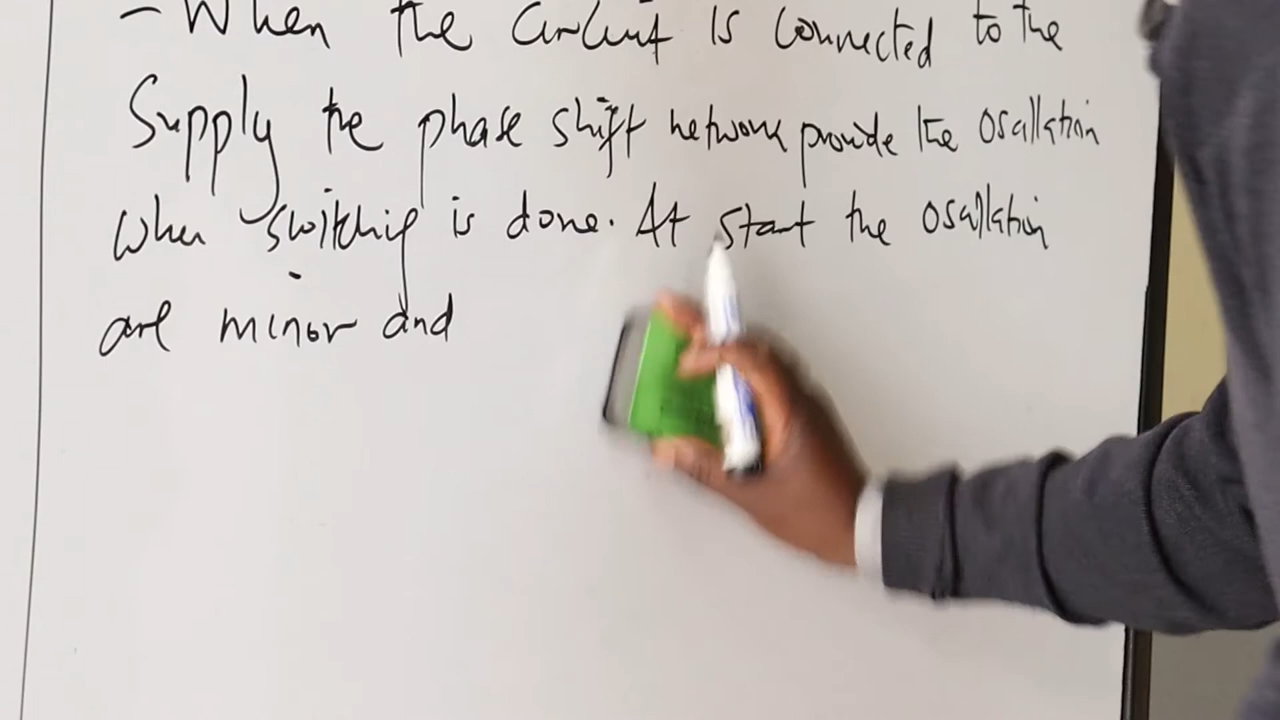 - When the Circuit is Connected to the
Supply the phase shift network provide the Oscillation
when switching is done. At start the Oscillation
are minor and